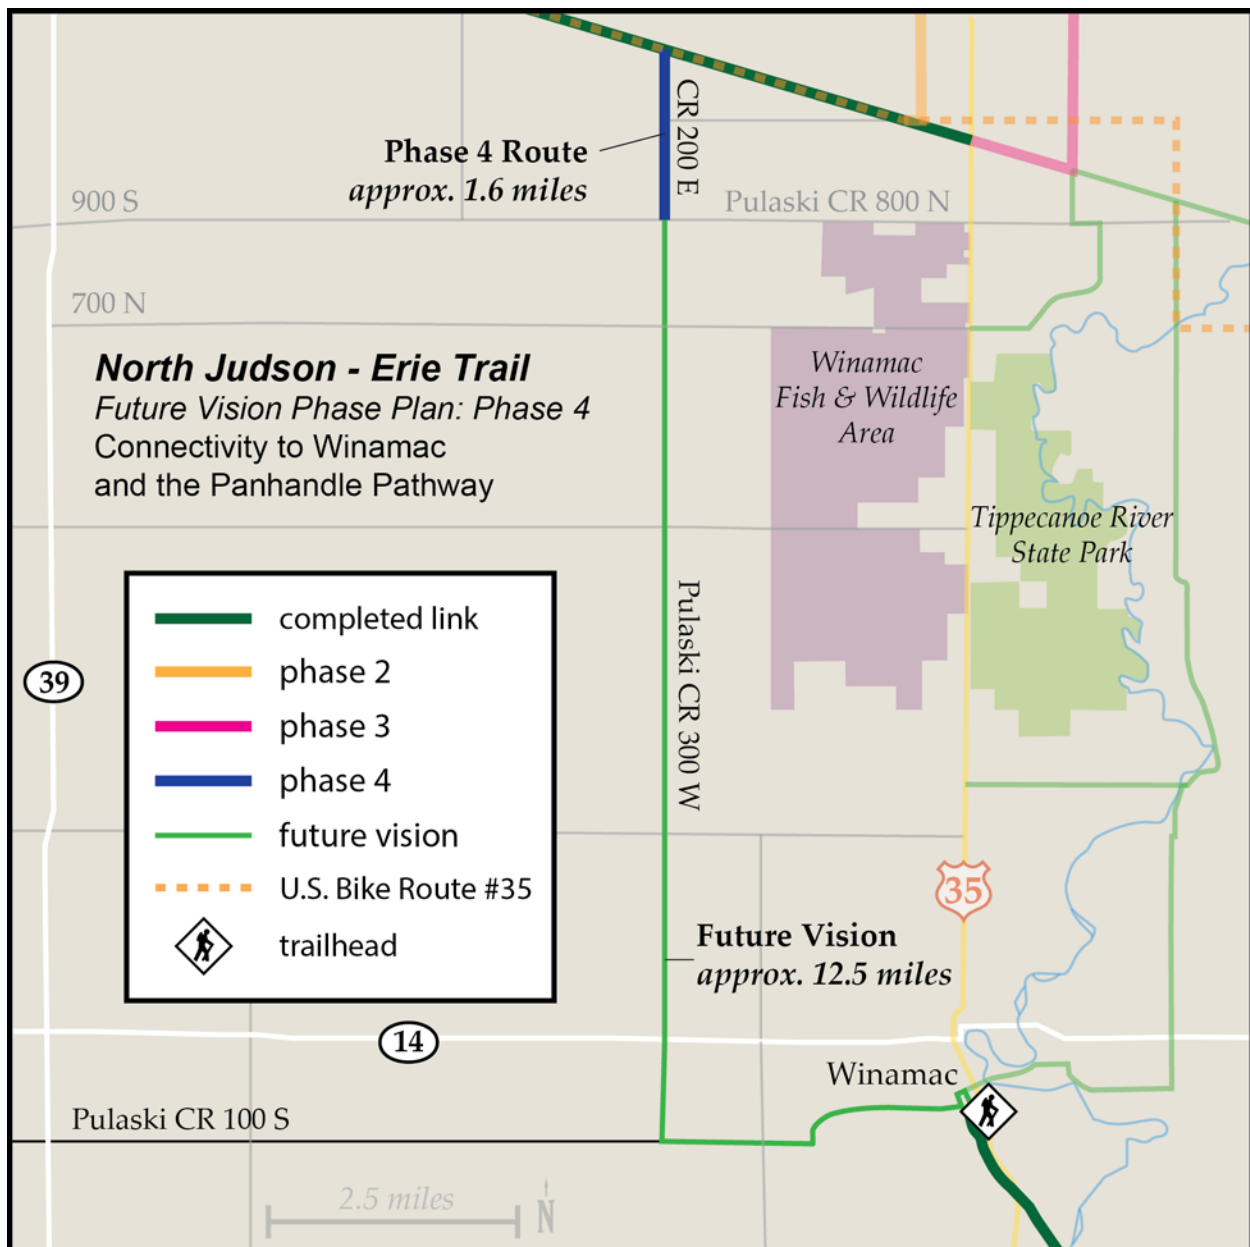 CR 200 E
Phase 4 Route
approx. 1.6 miles
900 S
Pulaski CR 800 N
700 N
North Judson - Erie Trail
Future Vision Phase Plan: Phase 4
Connectivity to Winamac
and the Panhandle Pathway
Winamac
Fish & Wildlife
Area
Tippecanoe River
State Park
completed link
phase 2
phase 3
phase 4
future vision
U.S. Bike Route #35
trailhead
39
Pulaski CR 300 W
35
Future Vision
approx. 12.5 miles
14
Winamac
Pulaski CR 100 S
2.5 miles
N